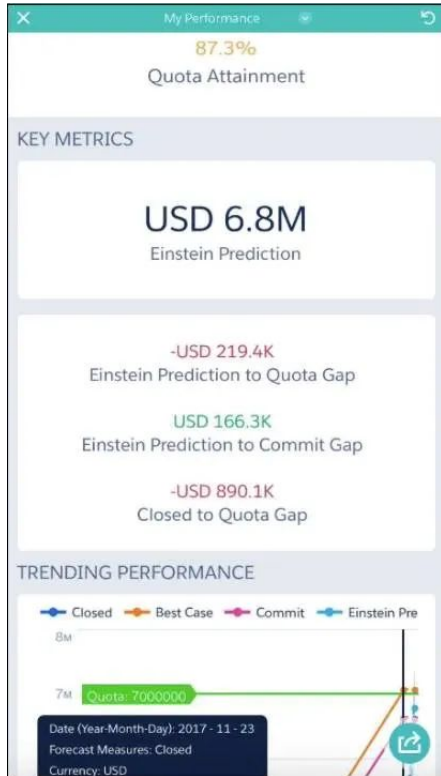 My Performance
87.3%
Quota Attainment
KEY METRICS
USD 6.8M
Einstein Prediction
-USD 219.4K
Einstein Prediction to Quota Gap
USD 166.3K
Einstein Prediction to Commit Gap
-USD 890.1K
Closed to Quota Gap
TRENDING PERFORMANCE
Closed Best Case Commit Einstein Pre
8M
7M Quota: 7000000
Date (Year-Month-Day): 2017 - 11 - 23
Forecast Measures: Closed
Currency: USD